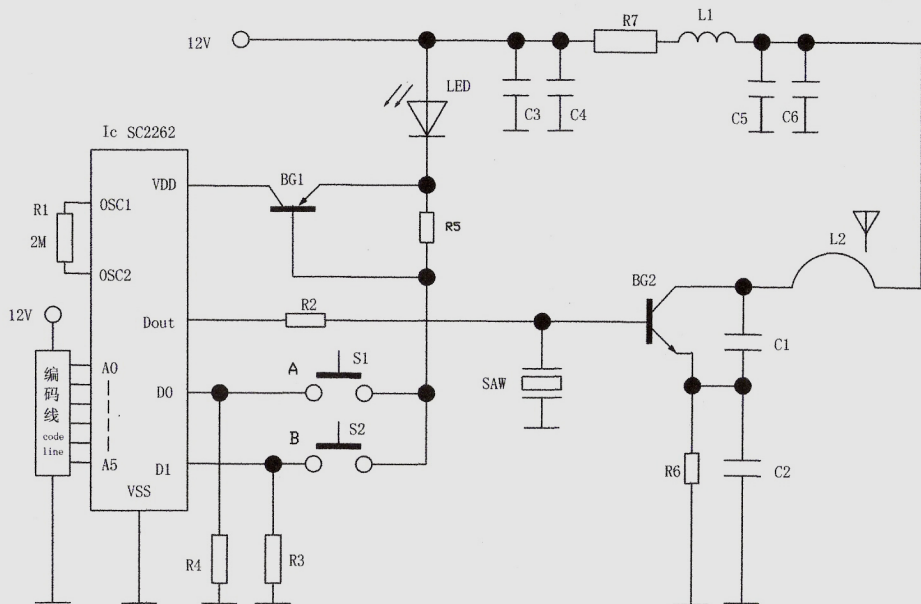 12V
R7
L1
LED
C3
C4
C5
C6
Ic SC2262
VDD
BG1
OSC1
R1
2M
R5
OSC2
L2
BG2
12V
R2
Dout
C1
编码线
code
line
A0
A
S1
D0
SAW
B
S2
A5
D1
R6
C2
VSS
R4
R3